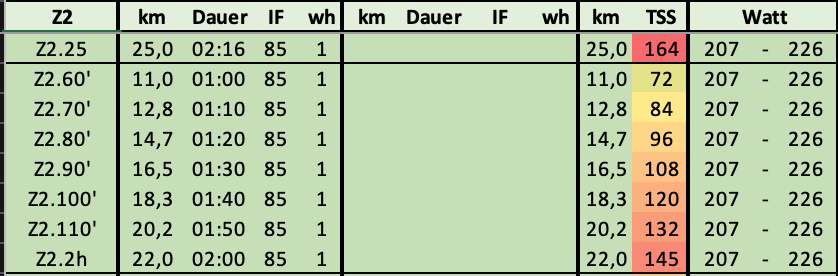 Z2 km Dauer IF wh km Dauer IF wh km TSS Watt
Z2.25 25,0 02:16 85 1 25,0 164 207 - 226
Z2.60' 11,0 01:00 85 1 11,0 72 207 - 226
Z2.70' 12,8 01:10 85 1 12,8 84 207 - 226
Z2.80' 14,7 01:20 85 1 14,7 96 207 - 226
Z2.90' 16,5 01:30 85 1 16,5 108 207 - 226
Z2.100' 18,3 01:40 85 1 18,3 120 207 - 226
Z2.110' 20,2 01:50 85 1 20,2 132 207 - 226
Z2.2h 22,0 02:00 85 1 22,0 145 207 - 226